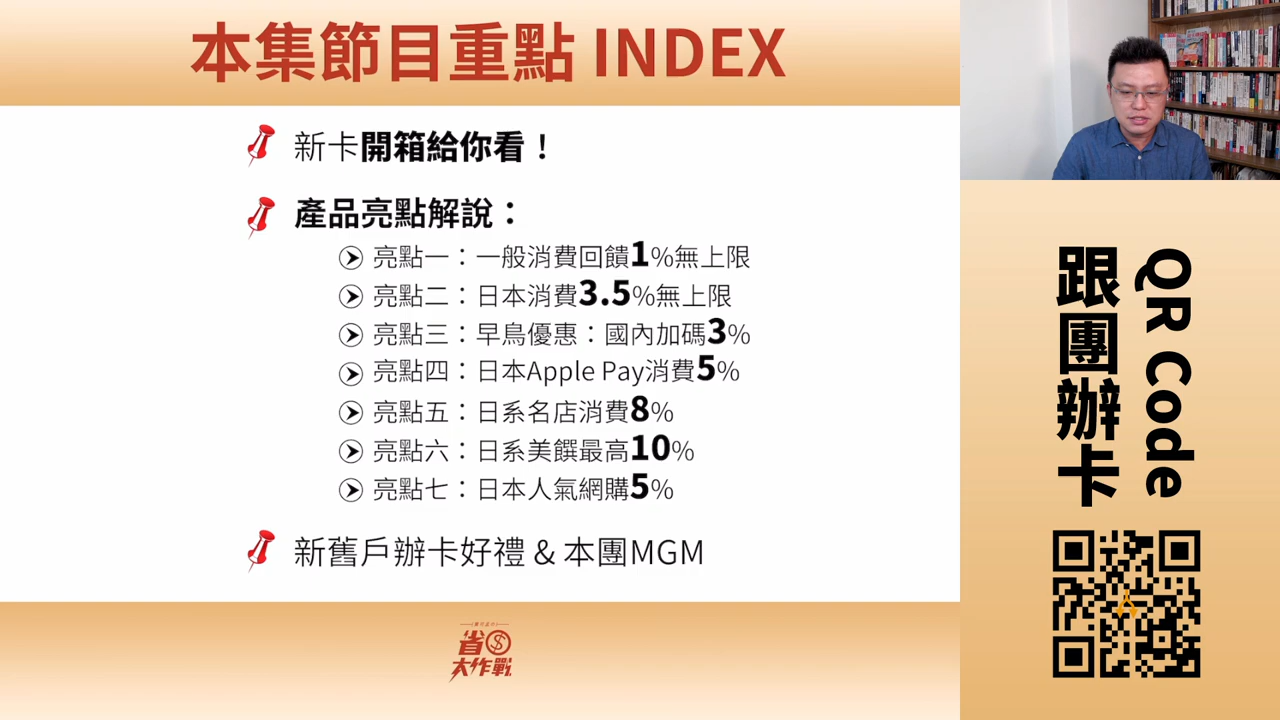 本集節目重點 INDEX
新卡開箱給你看！
產品亮點解說：
亮點一：一般消費回饋1%無上限
亮點二：日本消費3.5%無上限
亮點三：早鳥優惠：國內加碼3%
亮點四：日本Apple Pay消費5%
亮點五：日系名店消費8%
亮點六：日系美饌最高10%
亮點七：日本人氣網購5%
新舊戶辦卡好禮 & 本團MGM
省$
大作戰
QR Code
跟團辦卡